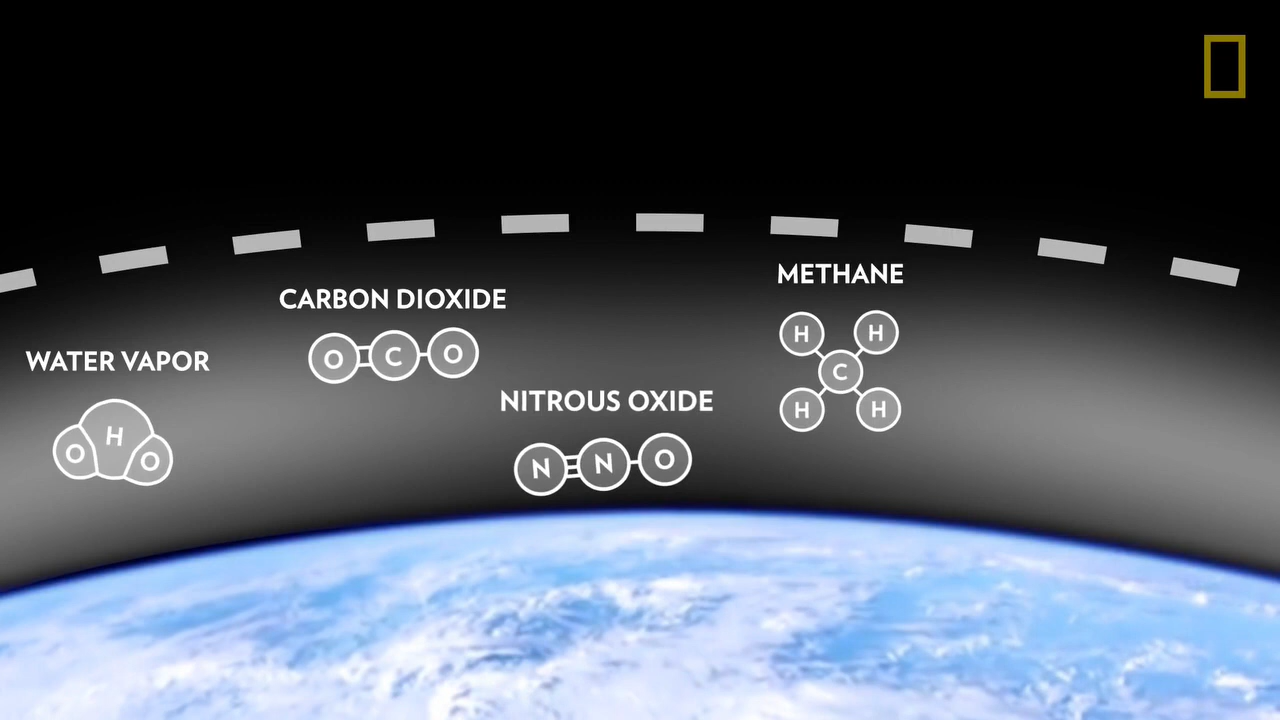 METHANE
H H
C
H H
CARBON DIOXIDE
O C O
WATER VAPOR
H
O O
NITROUS OXIDE
N N O